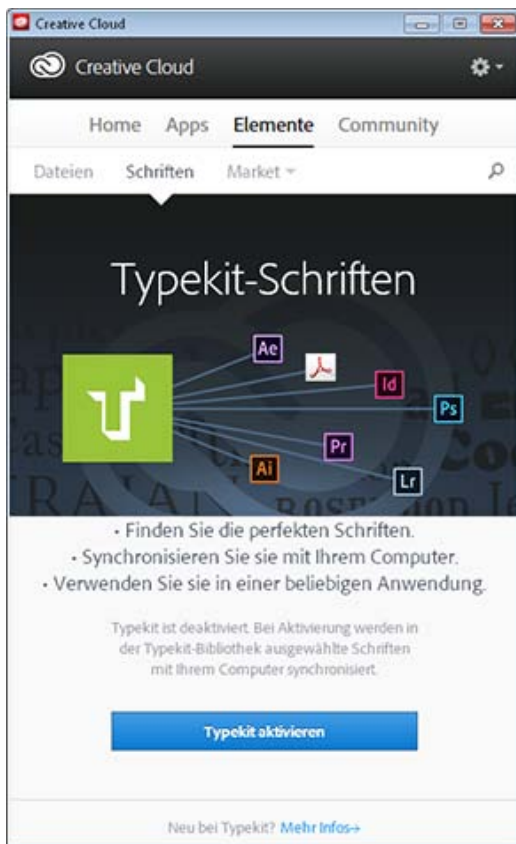 Creative Cloud
Creative Cloud
Home Apps Elemente Community
Dateien Schriften Market
Typekit-Schriften
Ae
Id
Ps
Pr
Ai
Lr
• Finden Sie die perfekten Schriften.
• Synchronisieren Sie sie mit Ihrem Computer.
• Verwenden Sie sie in einer beliebigen Anwendung.
Typekit ist deaktiviert. Bei Aktivierung werden in
der Typekit-Bibliothek ausgewählte Schriften
mit Ihrem Computer synchronisiert.
Typekit aktivieren
Neu bei Typekit? Mehr Infos→